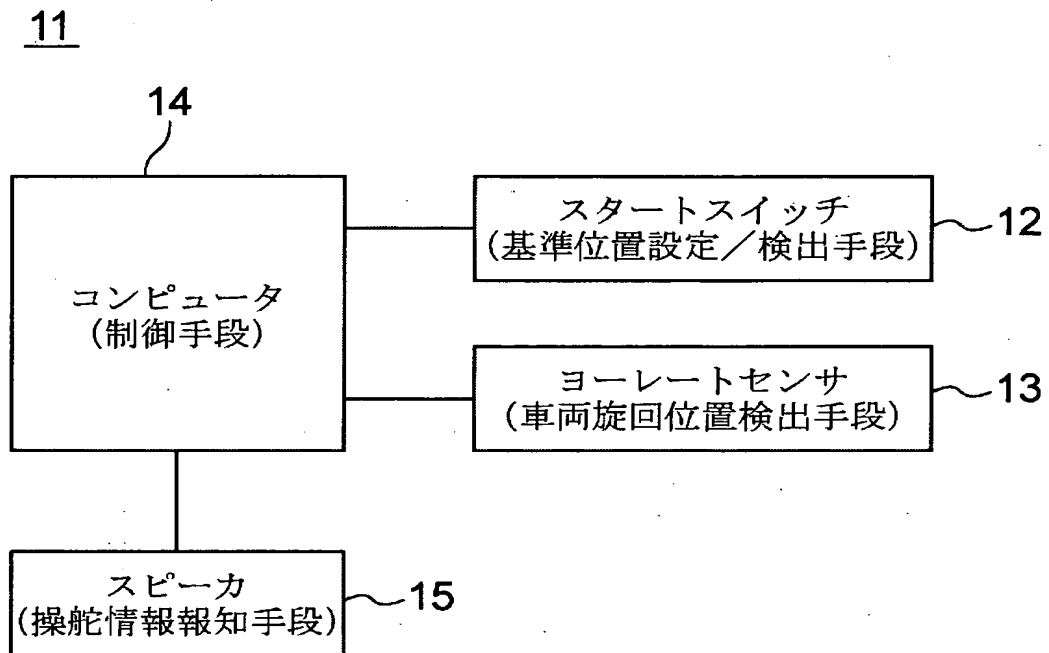 11
14
コンピュータ
(制御手段)
スタートスイッチ
(基準位置設定／検出手段)
12
ヨーレートセンサ
(車両旋回位置検出手段)
13
スピーカ
(操舵情報報知手段)
15